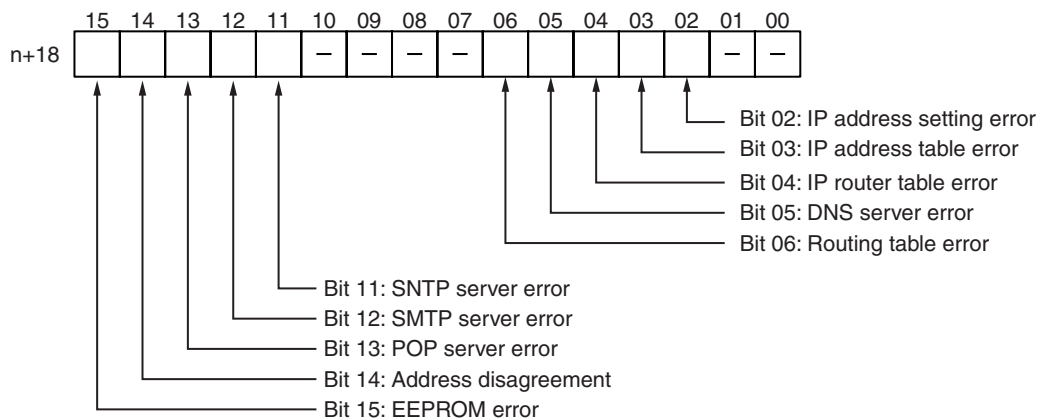 15 14 13 12 11 10 09 08 07 06 05 04 03 02 01 00
n+18 – – – – – –
Bit 02: IP address setting error
Bit 03: IP address table error
Bit 04: IP router table error
Bit 05: DNS server error
Bit 06: Routing table error
Bit 11: SNTP server error
Bit 12: SMTP server error
Bit 13: POP server error
Bit 14: Address disagreement
Bit 15: EEPROM error